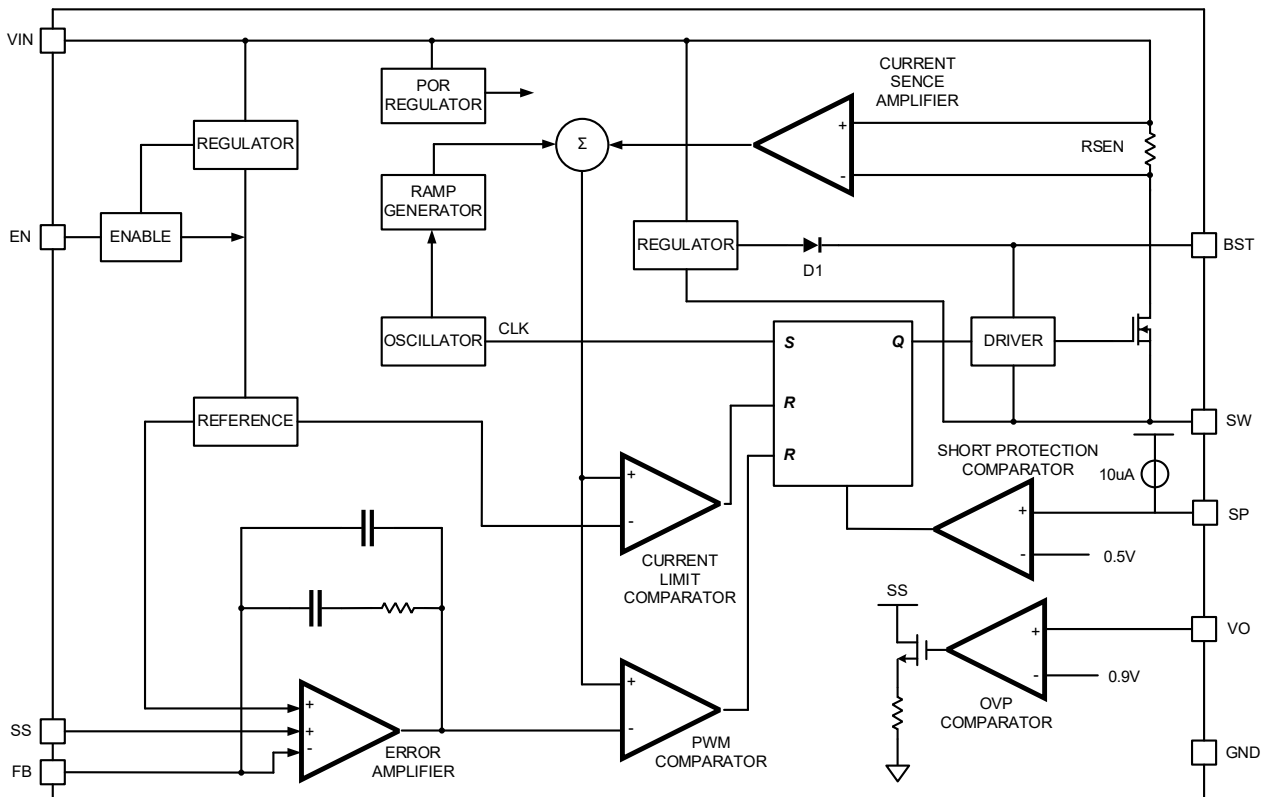 VIN
POR
REGULATOR
CURRENT
SENCE
AMPLIFIER
+
-
RSEN
REGULATOR
Σ
RAMP
GENERATOR
EN
ENABLE
REGULATOR
D1
BST
OSCILLATOR
CLK
S
Q
R
R
DRIVER
REFERENCE
SW
SHORT PROTECTION
COMPARATOR
10uA
+
-
CURRENT
LIMIT
COMPARATOR
+
-
0.5V
SP
SS
+
-
0.9V
OVP
COMPARATOR
VO
+
-
PWM
COMPARATOR
SS
FB
+
+
-
ERROR
AMPLIFIER
GND